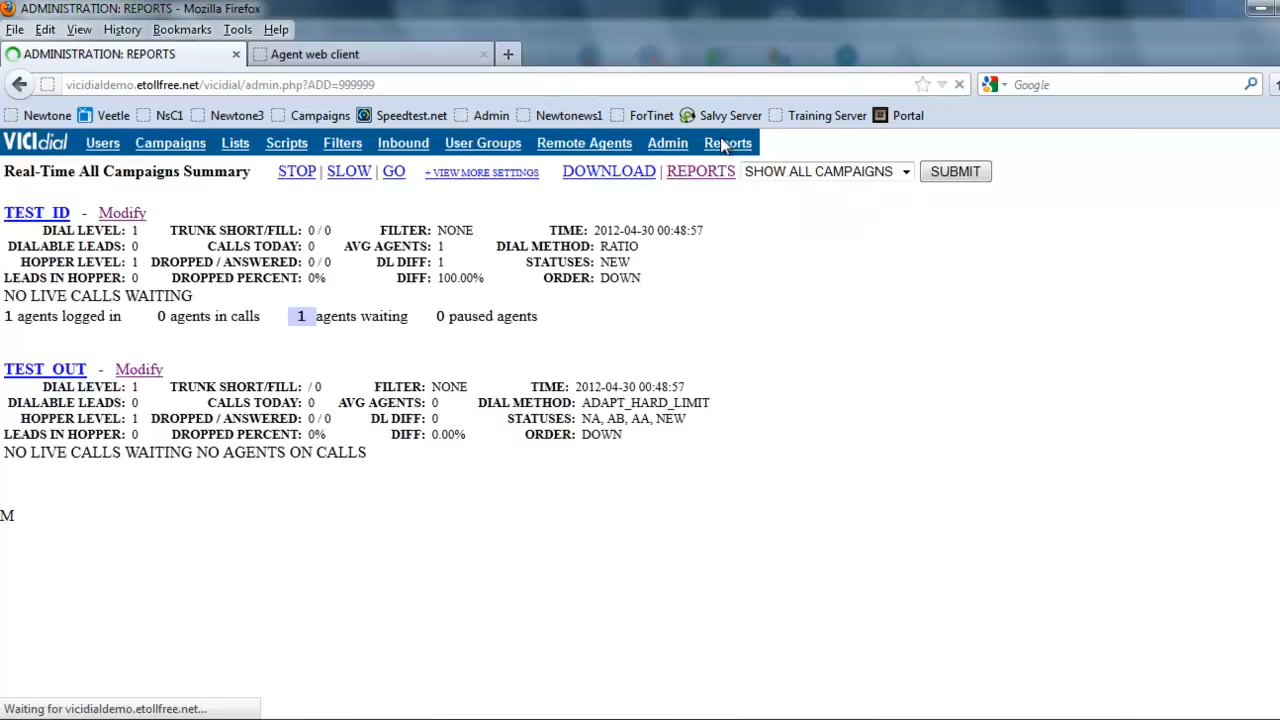 ADMINISTRATION: REPORTS - Mozilla Firefox
File Edit View History Bookmarks Tools Help
ADMINISTRATION: REPORTS × Agent web client × +
vicidialdemo.etollfree.net/vicidial/admin.php?ADD=999999 Google
Newtone Veetle NsC1 Newtone3 Campaigns Speedtest.net Admin Newtonews1 ForTinet Salvy Server Training Server Portal
VICIdial Users Campaigns Lists Scripts Filters Inbound User Groups Remote Agents Admin Reports
Real-Time All Campaigns Summary STOP | SLOW | GO + VIEW MORE SETTINGS DOWNLOAD | REPORTS SHOW ALL CAMPAIGNS SUBMIT
TEST_ID - Modify
DIAL LEVEL: 1 TRUNK SHORT/FILL: 0 / 0 FILTER: NONE TIME: 2012-04-30 00:48:57
DIALABLE LEADS: 0 CALLS TODAY: 0 AVG AGENTS: 1 DIAL METHOD: RATIO
HOPPER LEVEL: 1 DROPPED / ANSWERED: 0 / 0 DL DIFF: 1 STATUSES: NEW
LEADS IN HOPPER: 0 DROPPED PERCENT: 0% DIFF: 100.00% ORDER: DOWN
NO LIVE CALLS WAITING
1 agents logged in 0 agents in calls 1 agents waiting 0 paused agents
TEST_OUT - Modify
DIAL LEVEL: 1 TRUNK SHORT/FILL: / 0 FILTER: NONE TIME: 2012-04-30 00:48:57
DIALABLE LEADS: 0 CALLS TODAY: 0 AVG AGENTS: 0 DIAL METHOD: ADAPT_HARD_LIMIT
HOPPER LEVEL: 1 DROPPED / ANSWERED: 0 / 0 DL DIFF: 0 STATUSES: NA, AB, AA, NEW
LEADS IN HOPPER: 0 DROPPED PERCENT: 0% DIFF: 0.00% ORDER: DOWN
NO LIVE CALLS WAITING NO AGENTS ON CALLS
M
Waiting for vicidialdemo.etollfree.net...